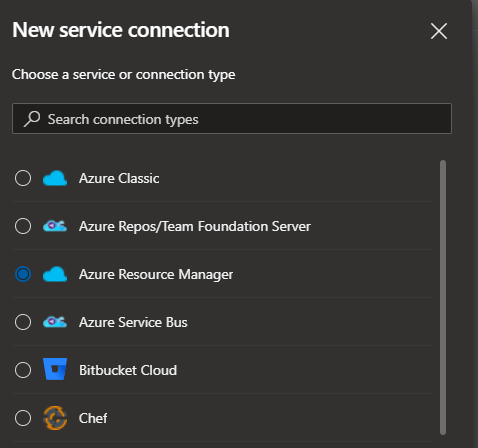 New service connection
Choose a service or connection type
Search connection types
Azure Classic
Azure Repos/Team Foundation Server
Azure Resource Manager
Azure Service Bus
Bitbucket Cloud
Chef